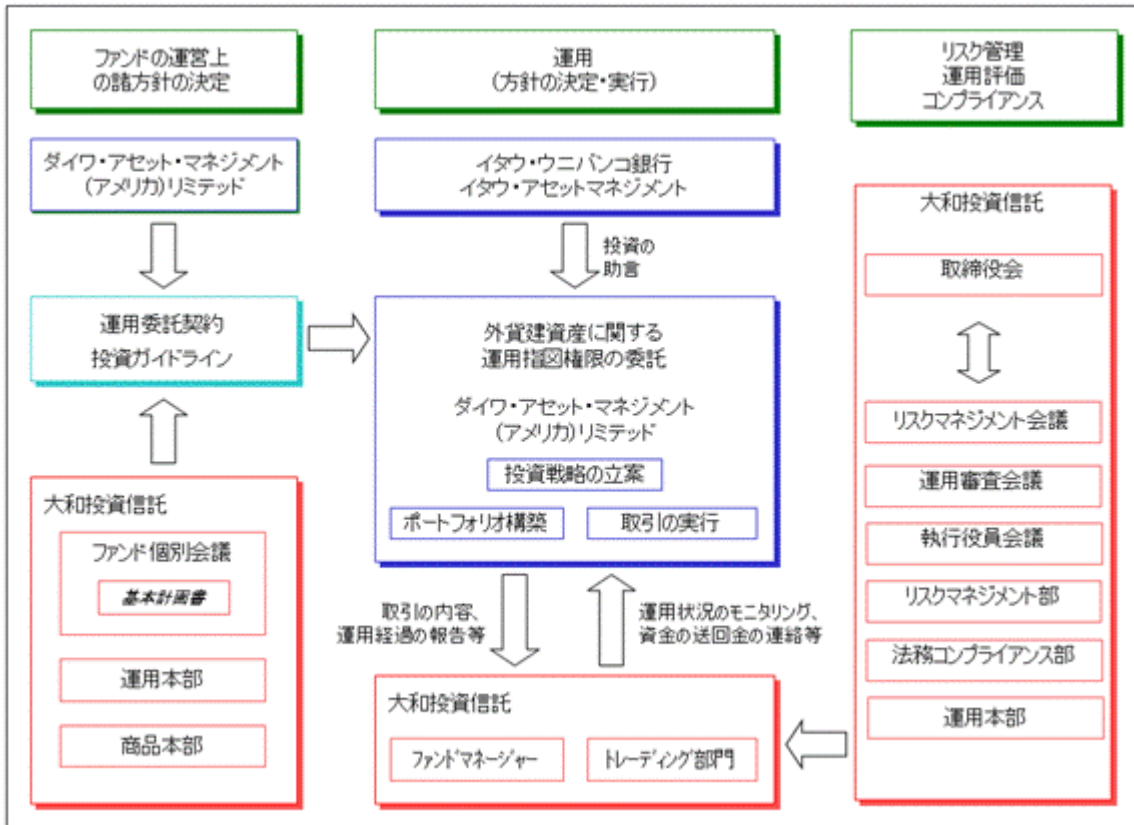 ファンドの運営上
の諸方針の決定
ダイワ・アセット・マネジメント
(アメリカ)リミテッド
運用委託契約
投資ガイドライン
大和投資信託
ファンド個別会議
基本計画書
運用本部
商品本部
運用
(方針の決定・実行)
イタウ・ウニバンコ銀行
イタウ・アセットマネジメント
投資の
助言
外貨建資産に関する
運用指図権限の委託
ダイワ・アセット・マネジメント
(アメリカ)リミテッド
投資戦略の立案
ポートフォリオ構築
取引の実行
取引の内容、
運用経過の報告等
運用状況のモニタリング、
資金の送回金の連絡等
大和投資信託
ファンドマネージャー
トレーディング部門
リスク管理
運用評価
コンプライアンス
大和投資信託
取締役会
リスクマネジメント会議
運用審査会議
執行役員会議
リスクマネジメント部
法務コンプライアンス部
運用本部